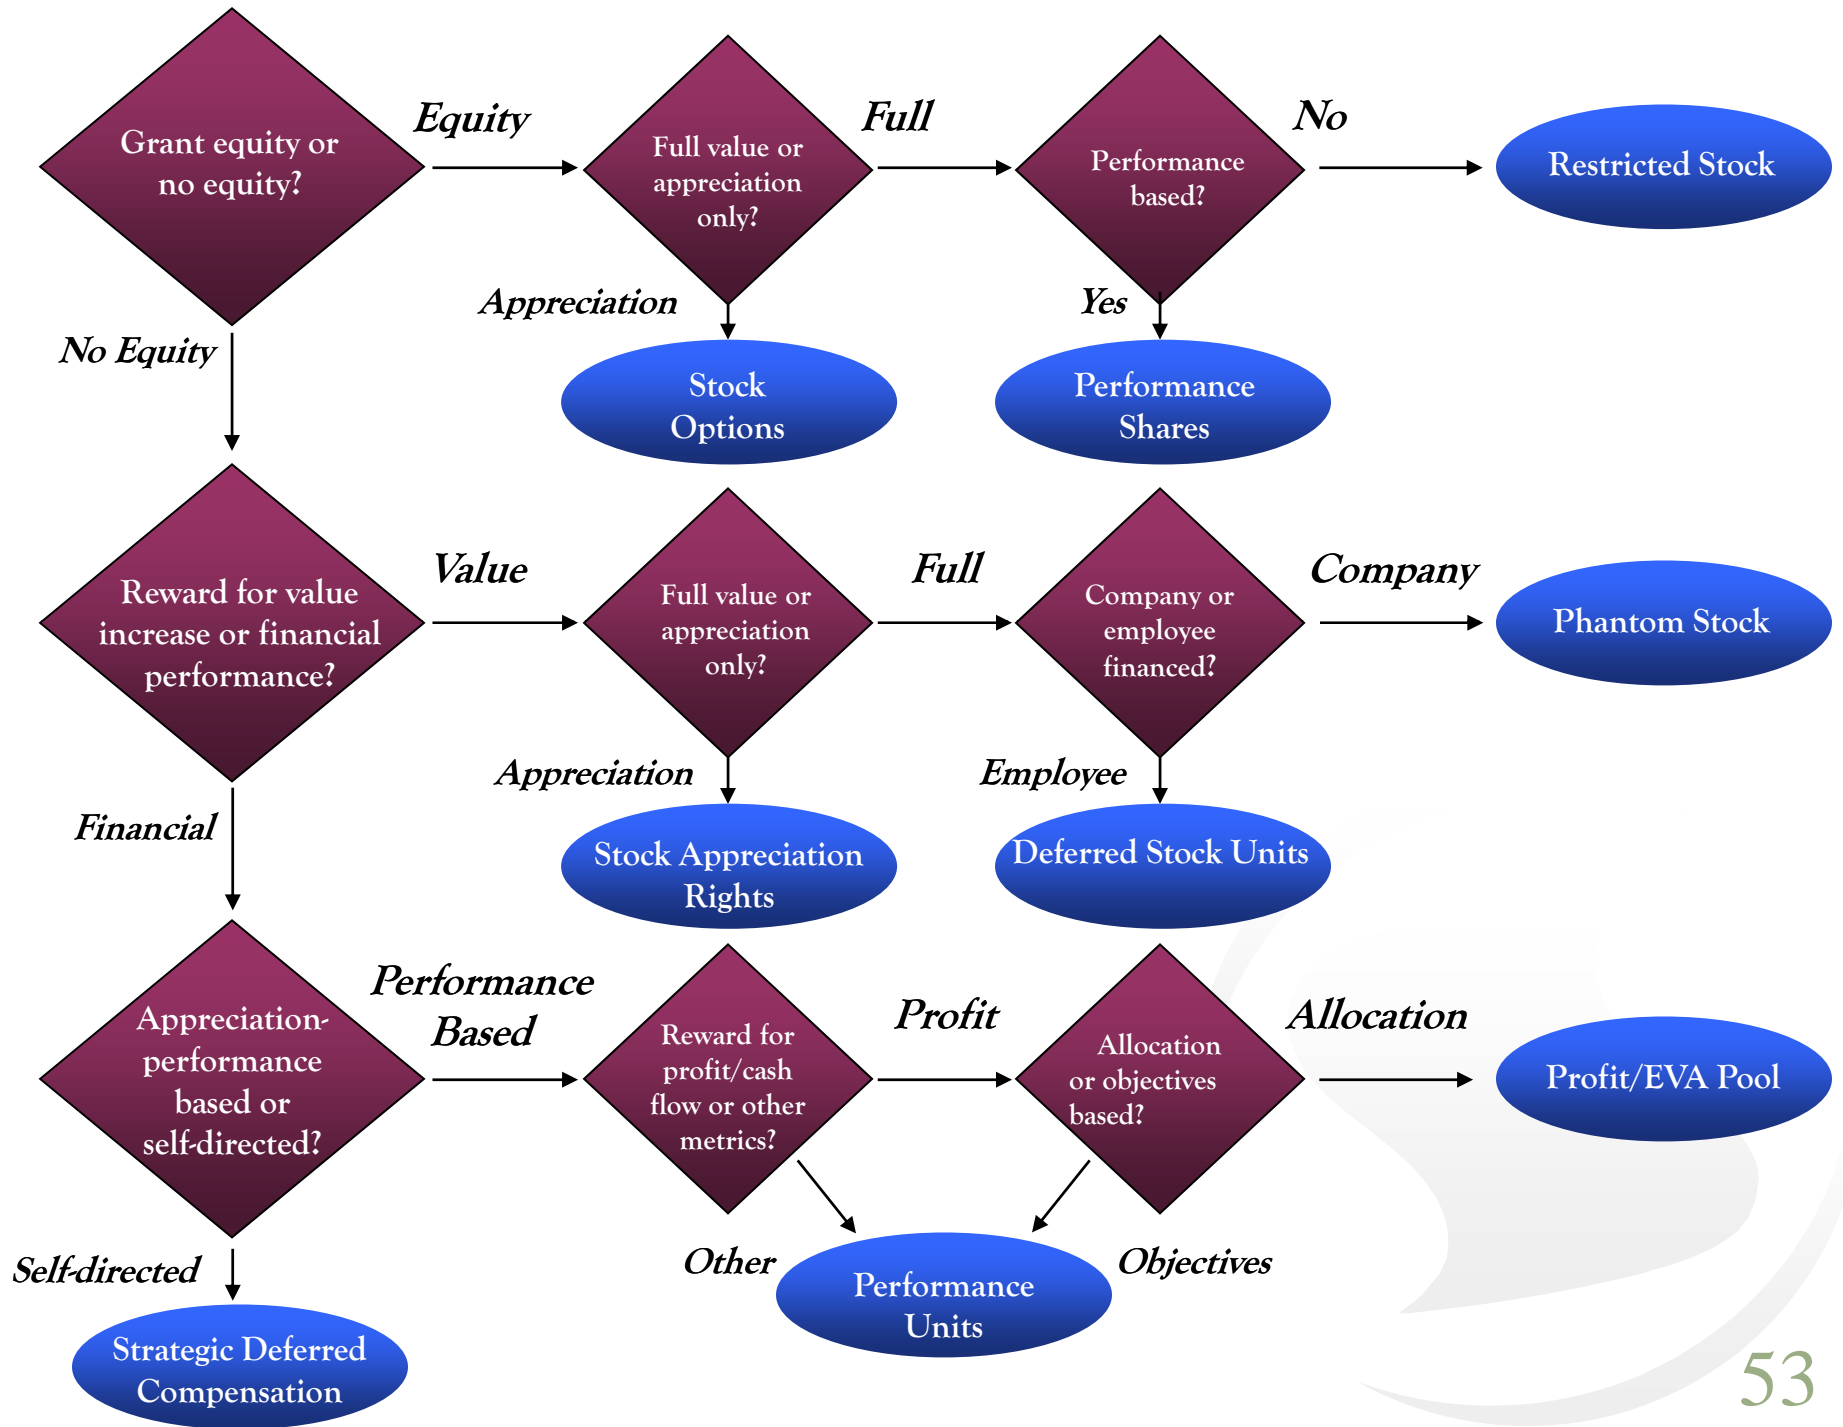 Grant equity or
no equity?
Equity
Full value or
appreciation
only?
Full
Performance
based?
No
Restricted Stock
No Equity
Appreciation
Stock
Options
Yes
Performance
Shares
Reward for value
increase or financial
performance?
Value
Full value or
appreciation
only?
Full
Company or
employee
financed?
Company
Phantom Stock
Financial
Appreciation
Stock Appreciation
Rights
Employee
Deferred Stock Units
Appreciation-
performance
based or
self-directed?
Performance
Based
Reward for
profit/cash
flow or other
metrics?
Profit
Allocation
or objectives
based?
Allocation
Profit/EVA Pool
Self-directed
Strategic Deferred
Compensation
Other
Performance
Units
Objectives
53